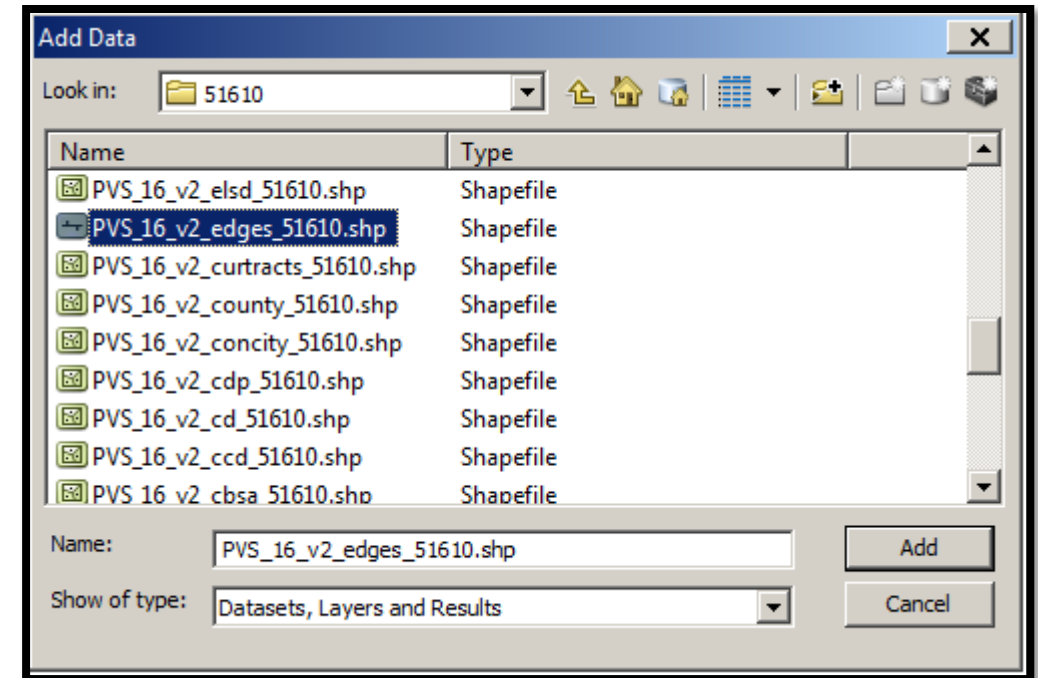 Add Data
Look in: 51610
Name Type
PVS_16_v2_elsd_51610.shp Shapefile
PVS_16_v2_edges_51610.shp Shapefile
PVS_16_v2_curtracts_51610.shp Shapefile
PVS_16_v2_county_51610.shp Shapefile
PVS_16_v2_concity_51610.shp Shapefile
PVS_16_v2_cdp_51610.shp Shapefile
PVS_16_v2_cd_51610.shp Shapefile
PVS_16_v2_ccd_51610.shp Shapefile
PVS_16_v2_cbsa_51610.shp Shapefile
Name: PVS_16_v2_edges_51610.shp Add
Show of type: Datasets, Layers and Results Cancel